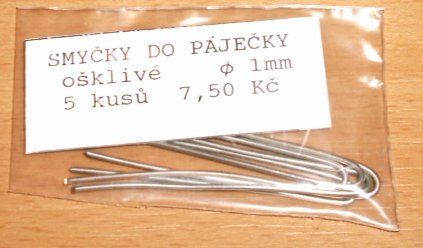 SMYČKY DO PÁJEČKY
ošklivé ø 1mm
5 kusů 7,50 Kč